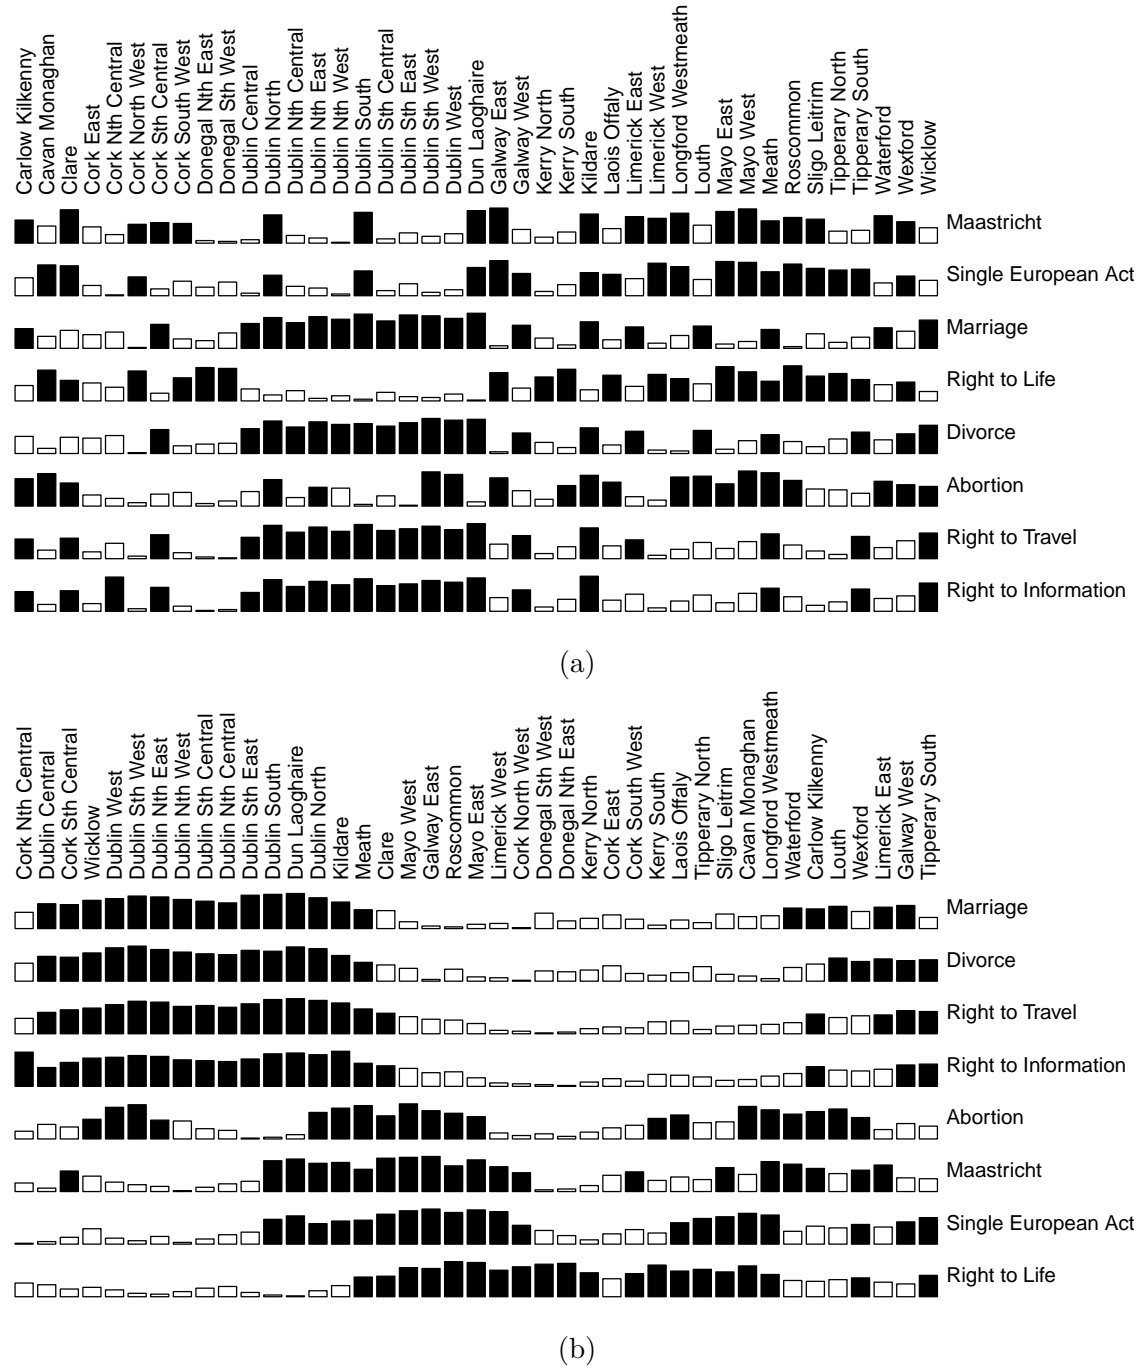 Carlow Kilkenny
Cavan Monaghan
Clare
Cork East
Cork Nth Central
Cork North West
Cork Sth Central
Cork South West
Donegal Nth East
Donegal Sth West
Dublin Central
Dublin North
Dublin Nth Central
Dublin Nth East
Dublin Nth West
Dublin South
Dublin Sth Central
Dublin Sth East
Dublin Sth West
Dublin West
Dun Laoghaire
Galway East
Galway West
Kerry North
Kerry South
Kildare
Laois Offaly
Limerick East
Limerick West
Longford Westmeath
Louth
Mayo East
Mayo West
Meath
Roscommon
Sligo Leitrim
Tipperary North
Tipperary South
Waterford
Wexford
Wicklow
Maastricht
Single European Act
Marriage
Right to Life
Divorce
Abortion
Right to Travel
Right to Information
(a)
Cork Nth Central
Dublin Central
Cork Sth Central
Wicklow
Dublin West
Dublin Sth West
Dublin Nth East
Dublin Nth West
Dublin Sth Central
Dublin Nth Central
Dublin Sth East
Dublin South
Dun Laoghaire
Dublin North
Kildare
Meath
Clare
Mayo West
Galway East
Roscommon
Mayo East
Limerick West
Cork North West
Donegal Sth West
Donegal Nth East
Kerry North
Cork East
Cork South West
Kerry South
Laois Offaly
Tipperary North
Sligo Leitrim
Cavan Monaghan
Longford Westmeath
Waterford
Carlow Kilkenny
Louth
Wexford
Limerick East
Galway West
Tipperary South
Marriage
Divorce
Right to Travel
Right to Information
Abortion
Maastricht
Single European Act
Right to Life
(b)